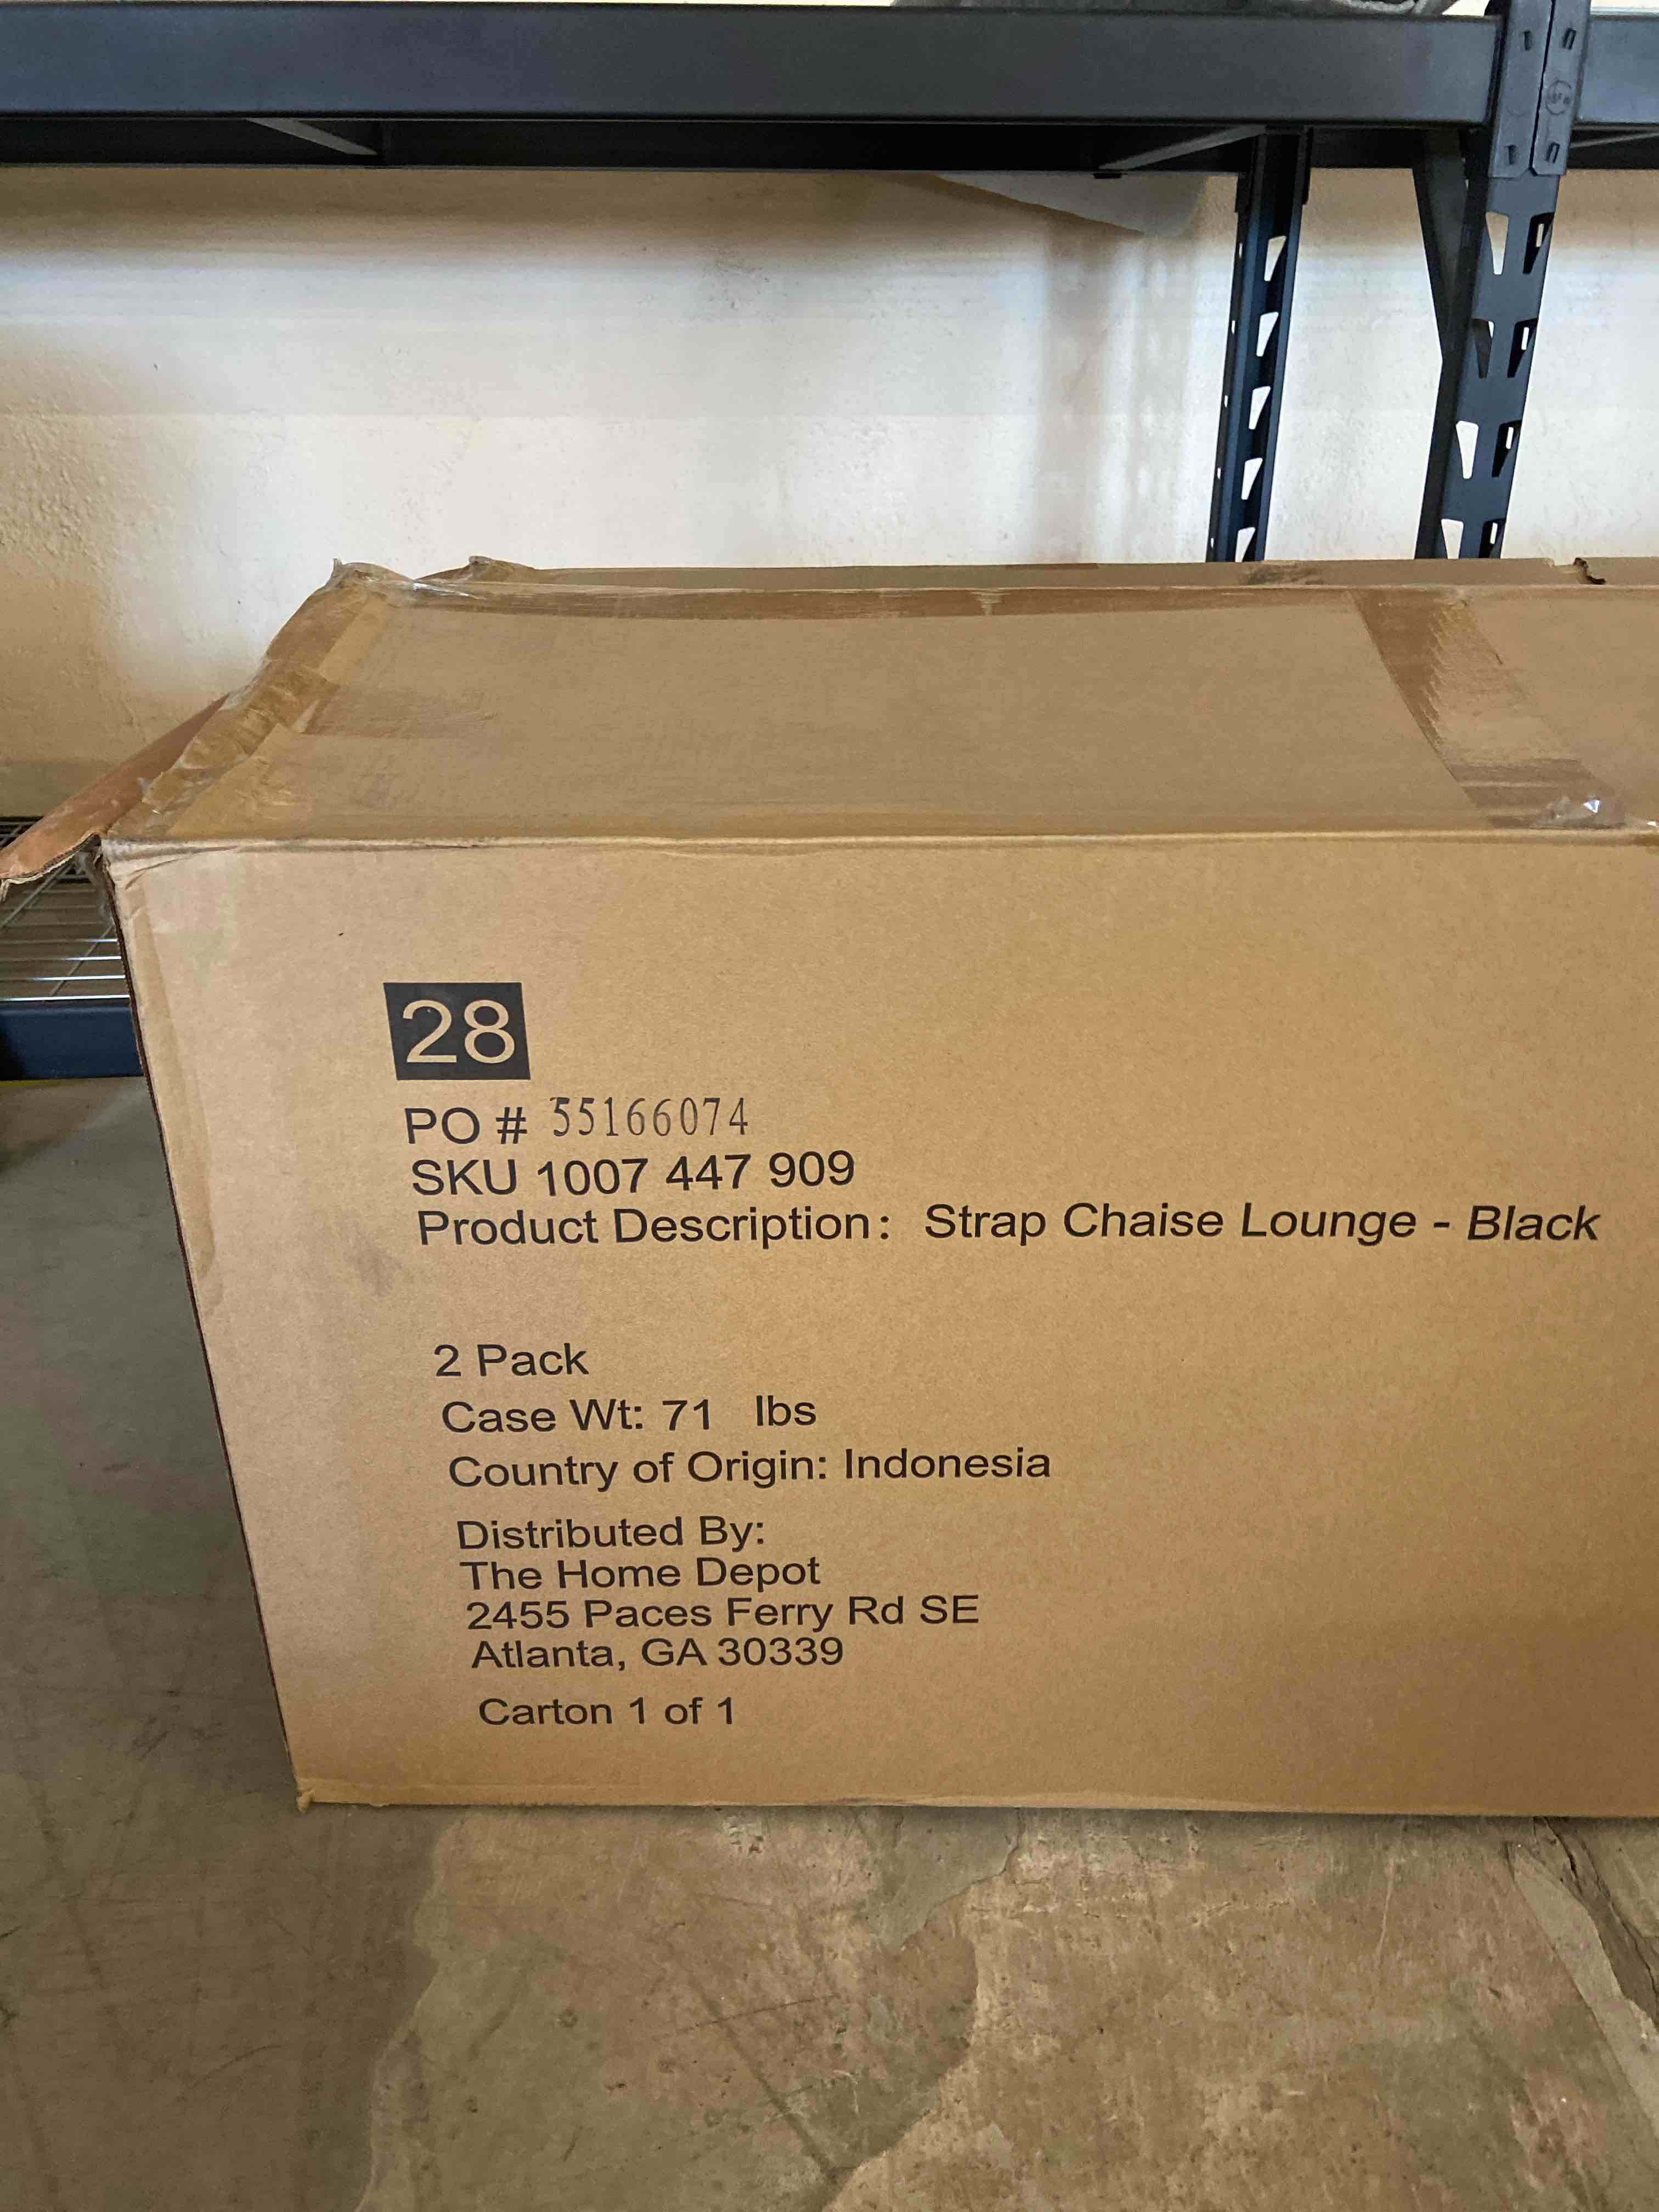 28
PO # 55166074
SKU 1007 447 909
Product Description: Strap Chaise Lounge - Black
2 Pack
Case Wt: 71 lbs
Country of Origin: Indonesia
Distributed By:
The Home Depot
2455 Paces Ferry Rd SE
Atlanta, GA 30339
Carton 1 of 1